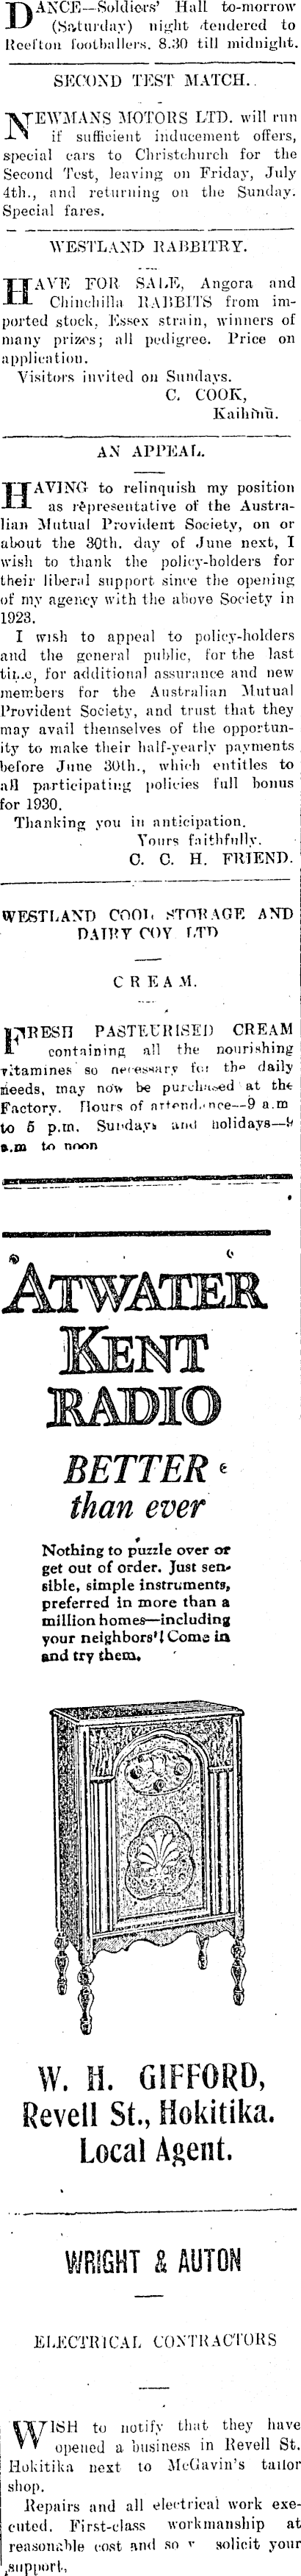 DANCE—Soldiers' Hall to-morrow
(Saturday) night tendered to
Reefton footballers. 8.30 till midnight.
SECOND TEST MATCH.
NEWMANS MOTORS LTD. will run
if sufficient inducement offers,
special cars to Christchurch for the
Second Test, leaving on Friday, July
4th., and returning on the Sunday.
Special fares.
WESTLAND RABBITRY.
HAVE FOR SALE, Angora and
Chinchilla RABBITS from im-
ported stock, Essex strain, winners of
many prizes; all pedigree. Price on
application.
Visitors invited on Sundays.
C. COOK,
Kaihinu.
AN APPEAL.
HAVING to relinquish my position
as representative of the Austra-
lian Mutual Provident Society, on or
about the 30th. day of June next, I
wish to thank the policy-holders for
their liberal support since the opening
of my agency with the above Society in
1923.
I wish to appeal to policy-holders
and the general public, for the last
time, for additional assurance and new
members for the Australian Mutual
Provident Society, and trust that they
may avail themselves of the opportun-
ity to make their half-yearly payments
before June 30th., which entitles to
all participating policies full bonus
for 1930.
Thanking you in anticipation.
Yours faithfully.
C. C. H. FRIEND.
WESTLAND COOL STORAGE AND
DAIRY COY LTD
CREAM.
FRESH PASTEURISED CREAM
containing all the nourishing
vitamines so necessary for the daily
needs, may now be purchased at the
Factory. Hours of attendance—9 a.m
to 5 p.m. Sundays and holidays—9
a.m to noon
ATWATER
KENT
RADIO
BETTER
than ever
Nothing to puzzle over or
get out of order. Just sen-
sible, simple instruments,
preferred in more than a
million homes—including
your neighbors'! Come in
and try them.
W. H. GIFFORD,
Revell St., Hokitika.
Local Agent.
WRIGHT & AUTON
ELECTRICAL CONTRACTORS
WISH to notify that they have
opened a business in Revell St.
Hokitika next to McGavin's tailor
shop.
Repairs and all electrical work exe-
cuted. First-class workmanship at
reasonable cost and so solicit your
support.